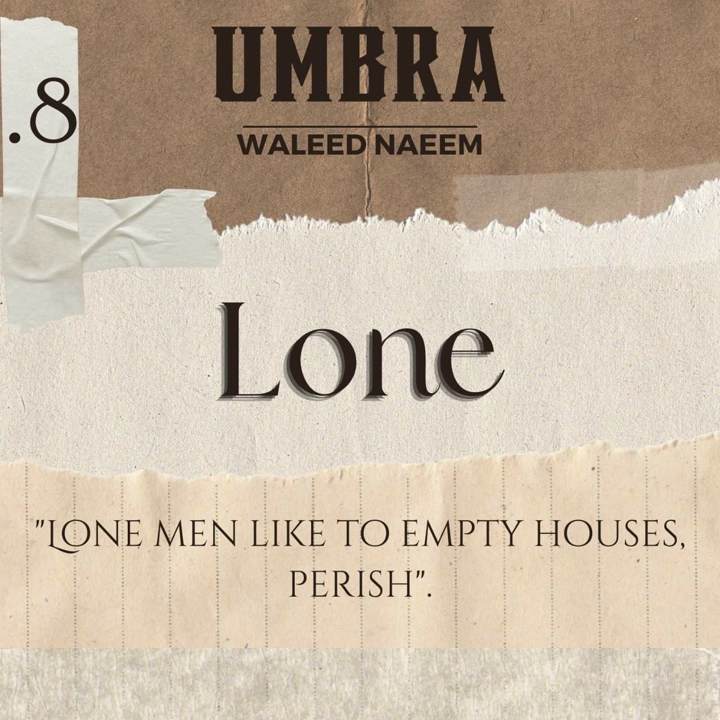 UMBRA
WALEED NAEEM
.8
Lone
"LONE MEN LIKE TO EMPTY HOUSES,
PERISH".